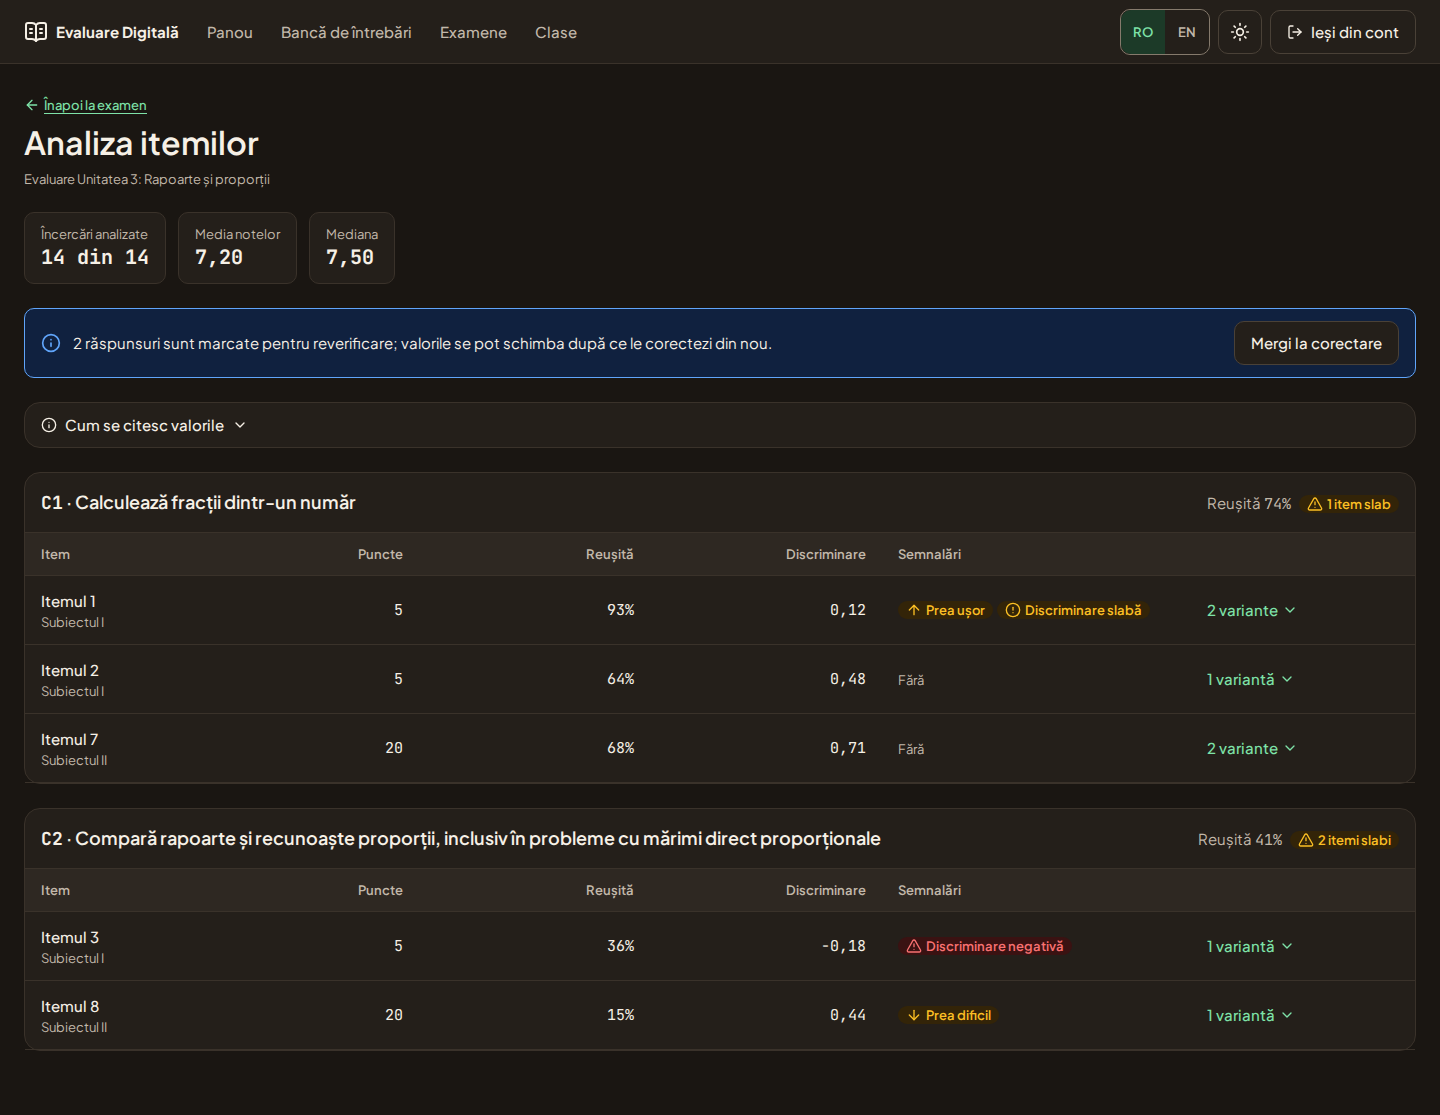 Evaluare Digitală
Panou
Bancă de întrebări
Examene
Clase
RO
EN
Ieși din cont
Înapoi la examen
Analiza itemilor
Evaluare Unitatea 3: Rapoarte și proporții
Încercări analizate
14 din 14
Media notelor
7,20
Mediana
7,50
2 răspunsuri sunt marcate pentru reverificare; valorile se pot schimba după ce le corectezi din nou.
Mergi la corectare
Cum se citesc valorile
C1 · Calculează fracții dintr-un număr
Reușită 74%
1 item slab
Item Puncte Reușită Discriminare Semnalări
Itemul 1
Subiectul I
5 93% 0,12 Prea ușor Discriminare slabă 2 variante
Itemul 2
Subiectul I
5 64% 0,48 Fără 1 variantă
Itemul 7
Subiectul II
20 68% 0,71 Fără 2 variante
C2 · Compară rapoarte și recunoaște proporții, inclusiv în probleme cu mărimi direct proporționale
Reușită 41%
2 itemi slabi
Item Puncte Reușită Discriminare Semnalări
Itemul 3
Subiectul I
5 36% -0,18 Discriminare negativă 1 variantă
Itemul 8
Subiectul II
20 15% 0,44 Prea dificil 1 variantă